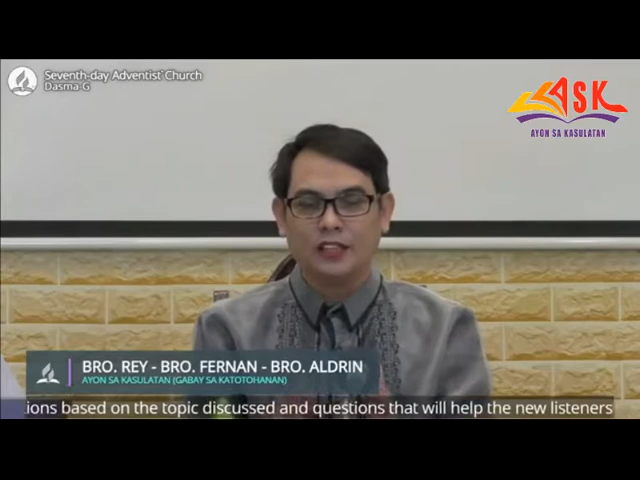 Seventh-day Adventist Church
Dasma-G
ASK
AYON SA KASULATAN
BRO. REY - BRO. FERNAN - BRO. ALDRIN
AYON SA KASULATAN (GABAY SA KATOTOHANAN)
ions based on the topic discussed and questions that will help the new listeners